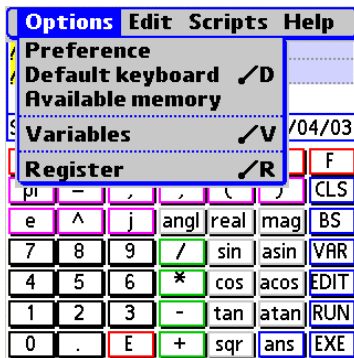 Options Edit Scripts Help
Preference
Default keyboard /D
Available memory
Variables /V
/04/03
Register /R
F
CLS
e ^ j angl real mag BS
7 8 9 / sin asin VAR
4 5 6 * cos acos EDIT
1 2 3 - tan atan RUN
0 . E + sqr ans EXE